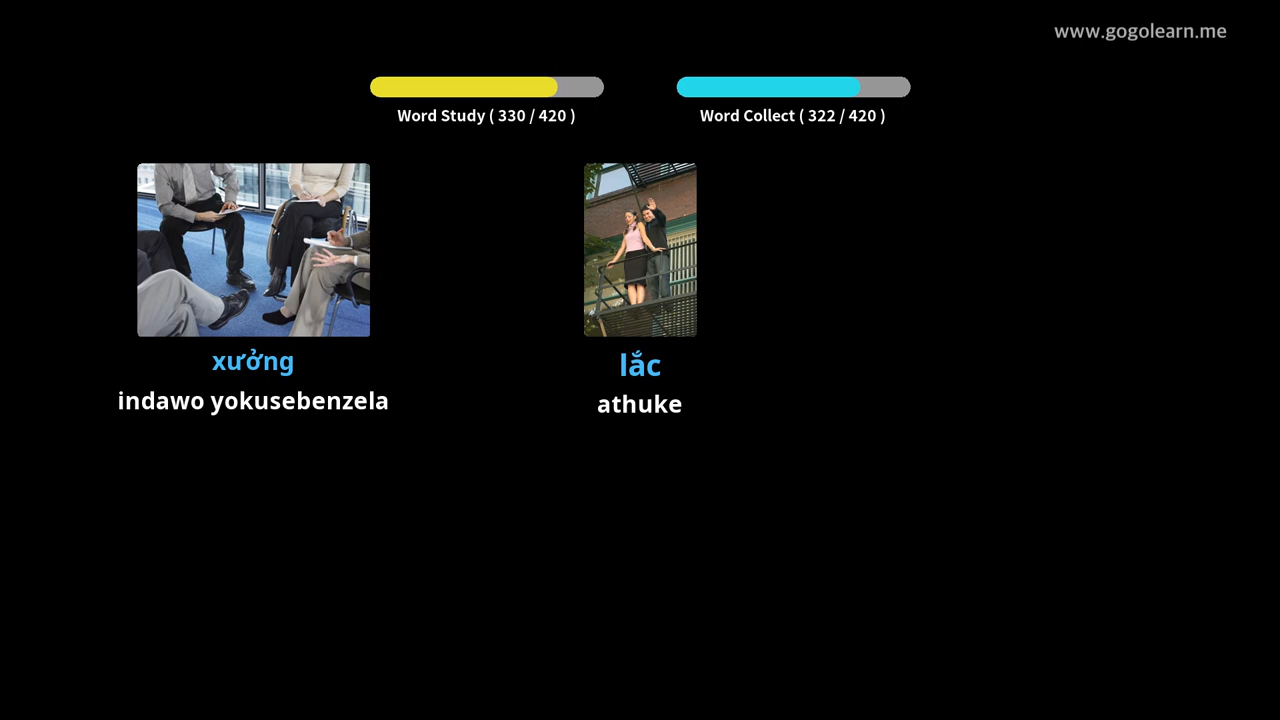 www.gogolearn.me
Word Study ( 330 / 420 )
Word Collect ( 322 / 420 )
xưởng
indawo yokusebenzela
lắc
athuke